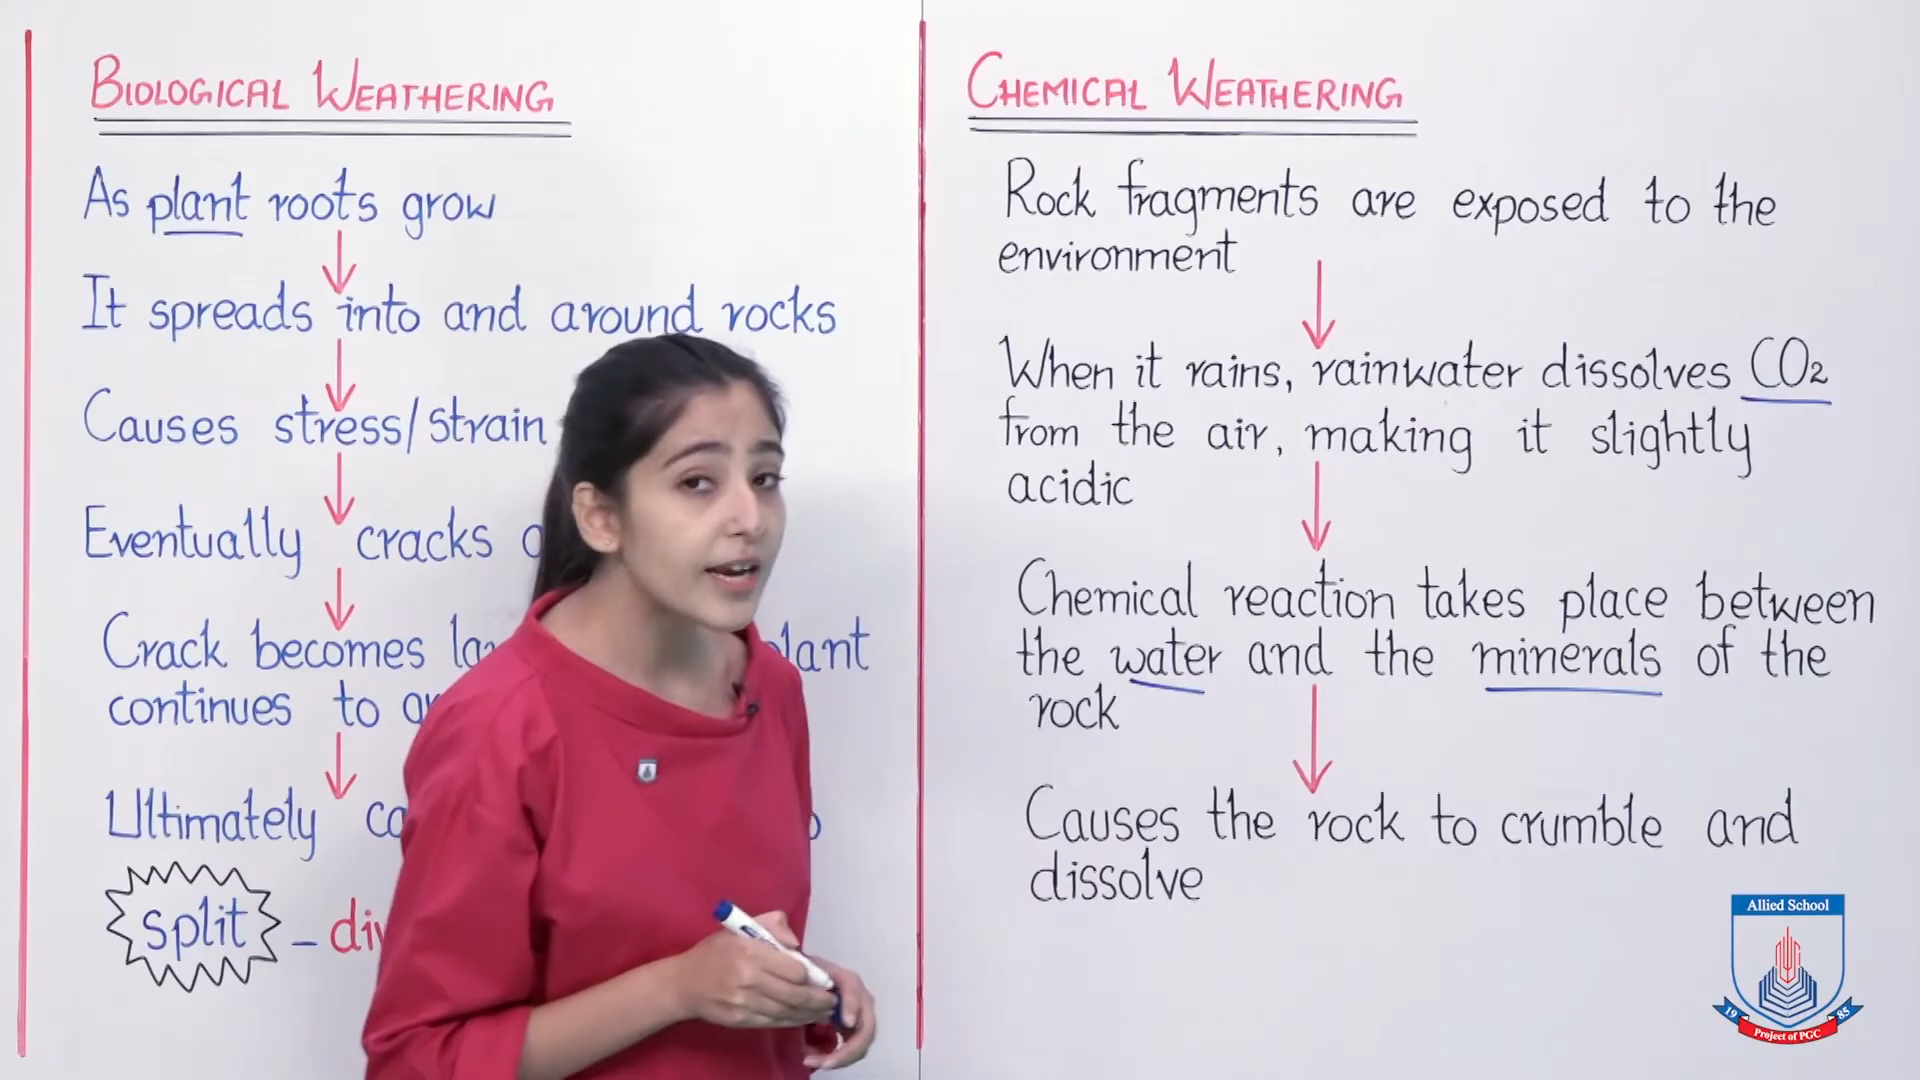 BIOLOGICAL WEATHERING
As plant roots grow
It spreads into and around rocks
Causes stress/strain
Eventually cracks
Crack becomes plant
continues to
Ultimately
split –
CHEMICAL WEATHERING
Rock fragments are exposed to the
environment
When it rains, rainwater dissolves CO2
from the air, making it slightly
acidic
Chemical reaction takes place between
the water and the minerals of the
rock
Causes the rock to crumble and
dissolve
Allied School
19 85
Project of PGC